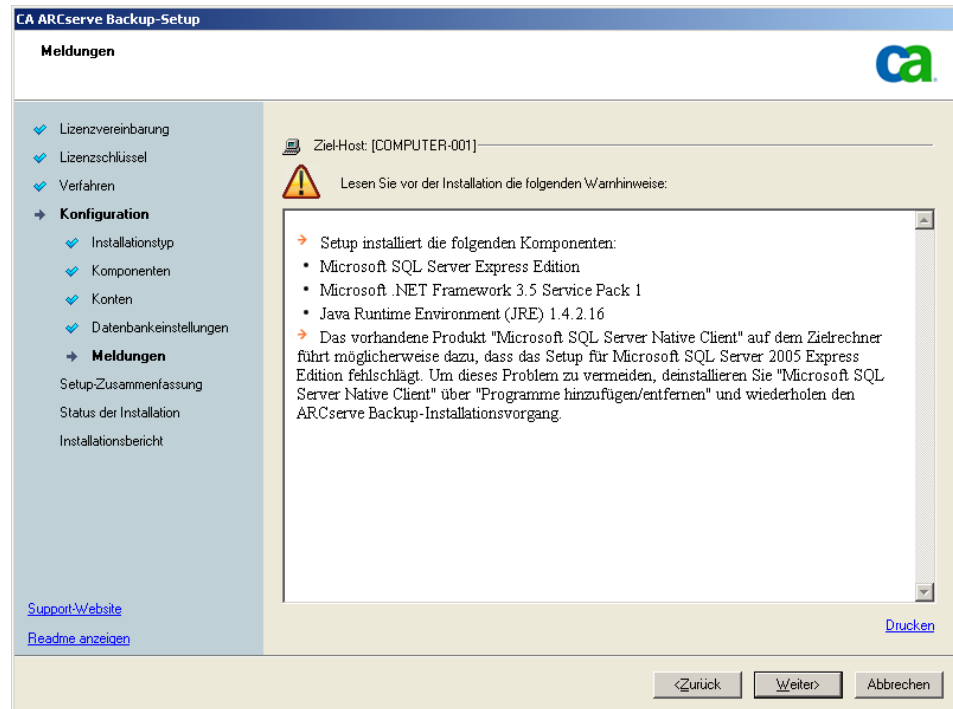 CA ARCserve Backup-Setup
Meldungen
ca
Lizenzvereinbarung
Lizenzschlüssel
Verfahren
Konfiguration
Installationstyp
Komponenten
Konten
Datenbankeinstellungen
Meldungen
Setup-Zusammenfassung
Status der Installation
Installationsbericht
Support-Website
Readme anzeigen
Ziel-Host: [COMPUTER-001]
Lesen Sie vor der Installation die folgenden Warnhinweise:
Setup installiert die folgenden Komponenten:
• Microsoft SQL Server Express Edition
• Microsoft .NET Framework 3.5 Service Pack 1
• Java Runtime Environment (JRE) 1.4.2.16
Das vorhandene Produkt "Microsoft SQL Server Native Client" auf dem Zielrechner
führt möglicherweise dazu, dass das Setup für Microsoft SQL Server 2005 Express
Edition fehlschlägt. Um dieses Problem zu vermeiden, deinstallieren Sie "Microsoft SQL
Server Native Client" über "Programme hinzufügen/entfernen" und wiederholen den
ARCserve Backup-Installationsvorgang.
Drucken
<Zurück
Weiter>
Abbrechen